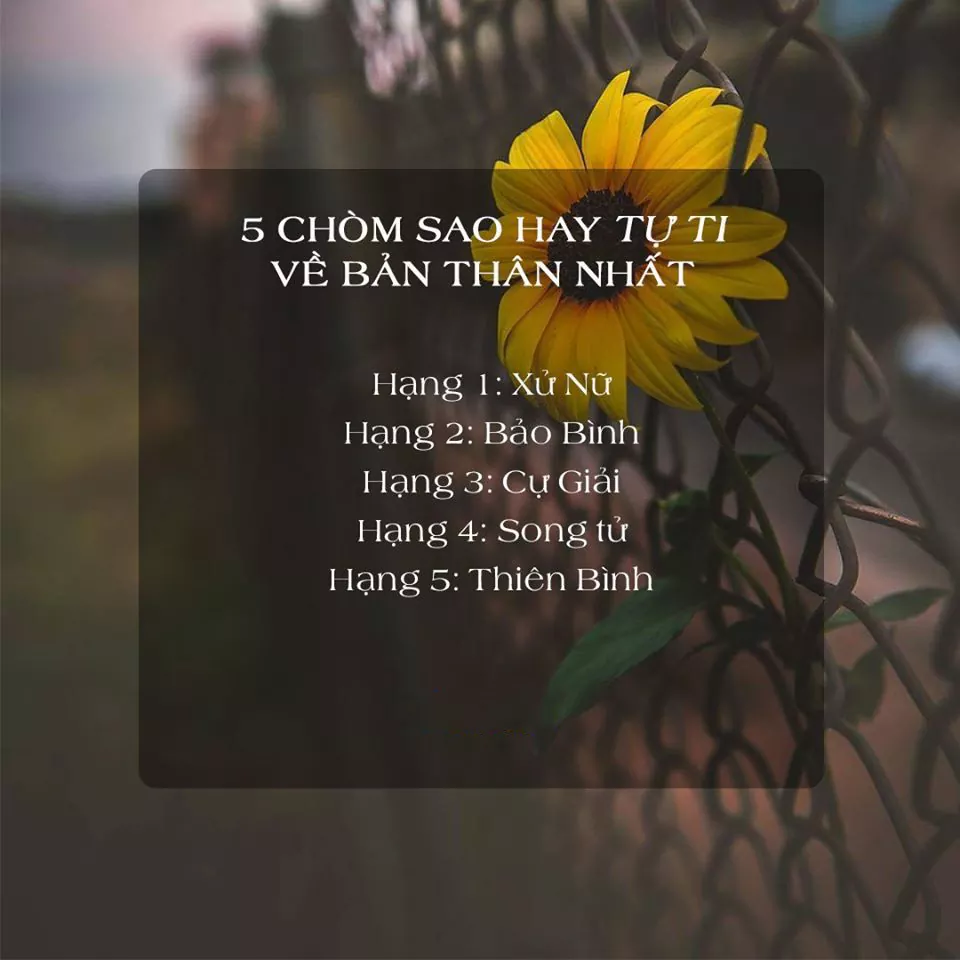 5 CHÒM SAO HAY TỰ TI
VỀ BẢN THÂN NHẤT
Hạng 1: Xử Nữ
Hạng 2: Bảo Bình
Hạng 3: Cự Giải
Hạng 4: Song tử
Hạng 5: Thiên Bình